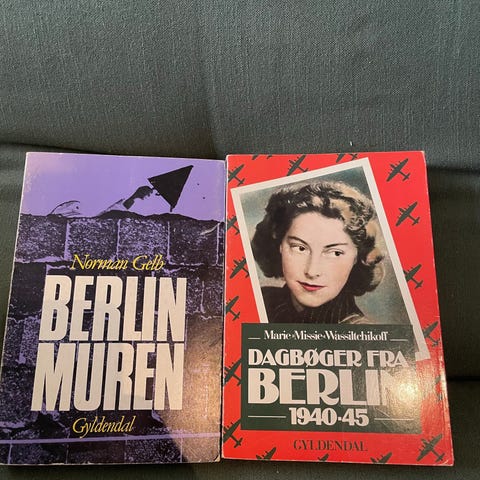 Norman Gelb
BERLIN
MUREN
Gyldendal
Marie »Missie« Wassiltchikoff
DAGBØGER FRA
BERLIN
1940-45
GYLDENDAL